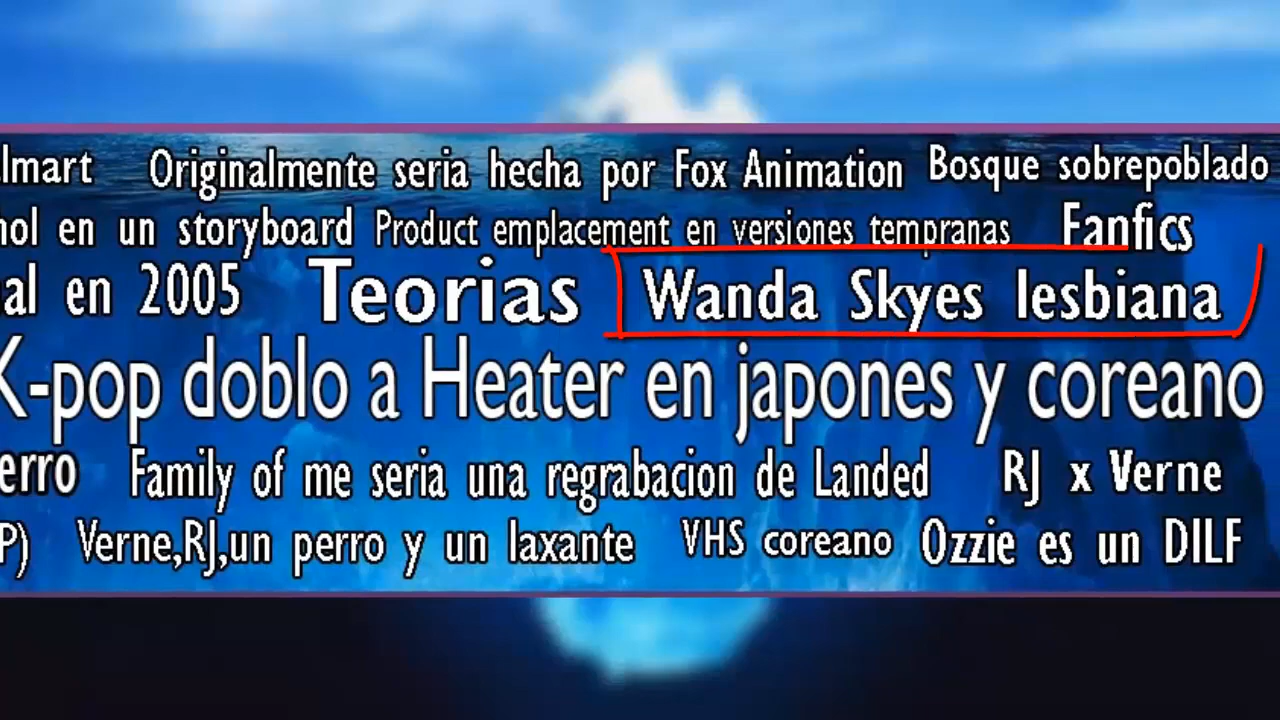 lmart Originalmente seria hecha por Fox Animation Bosque sobrepoblado
nol en un storyboard Product emplacement en versiones tempranas Fanfics
al en 2005 Teorias Wanda Skyes lesbiana
K-pop doblo a Heater en japones y coreano
erro Family of me seria una regrabacion de Landed RJ x Verne
P) Verne,RJ,un perro y un laxante VHS coreano Ozzie es un DILF